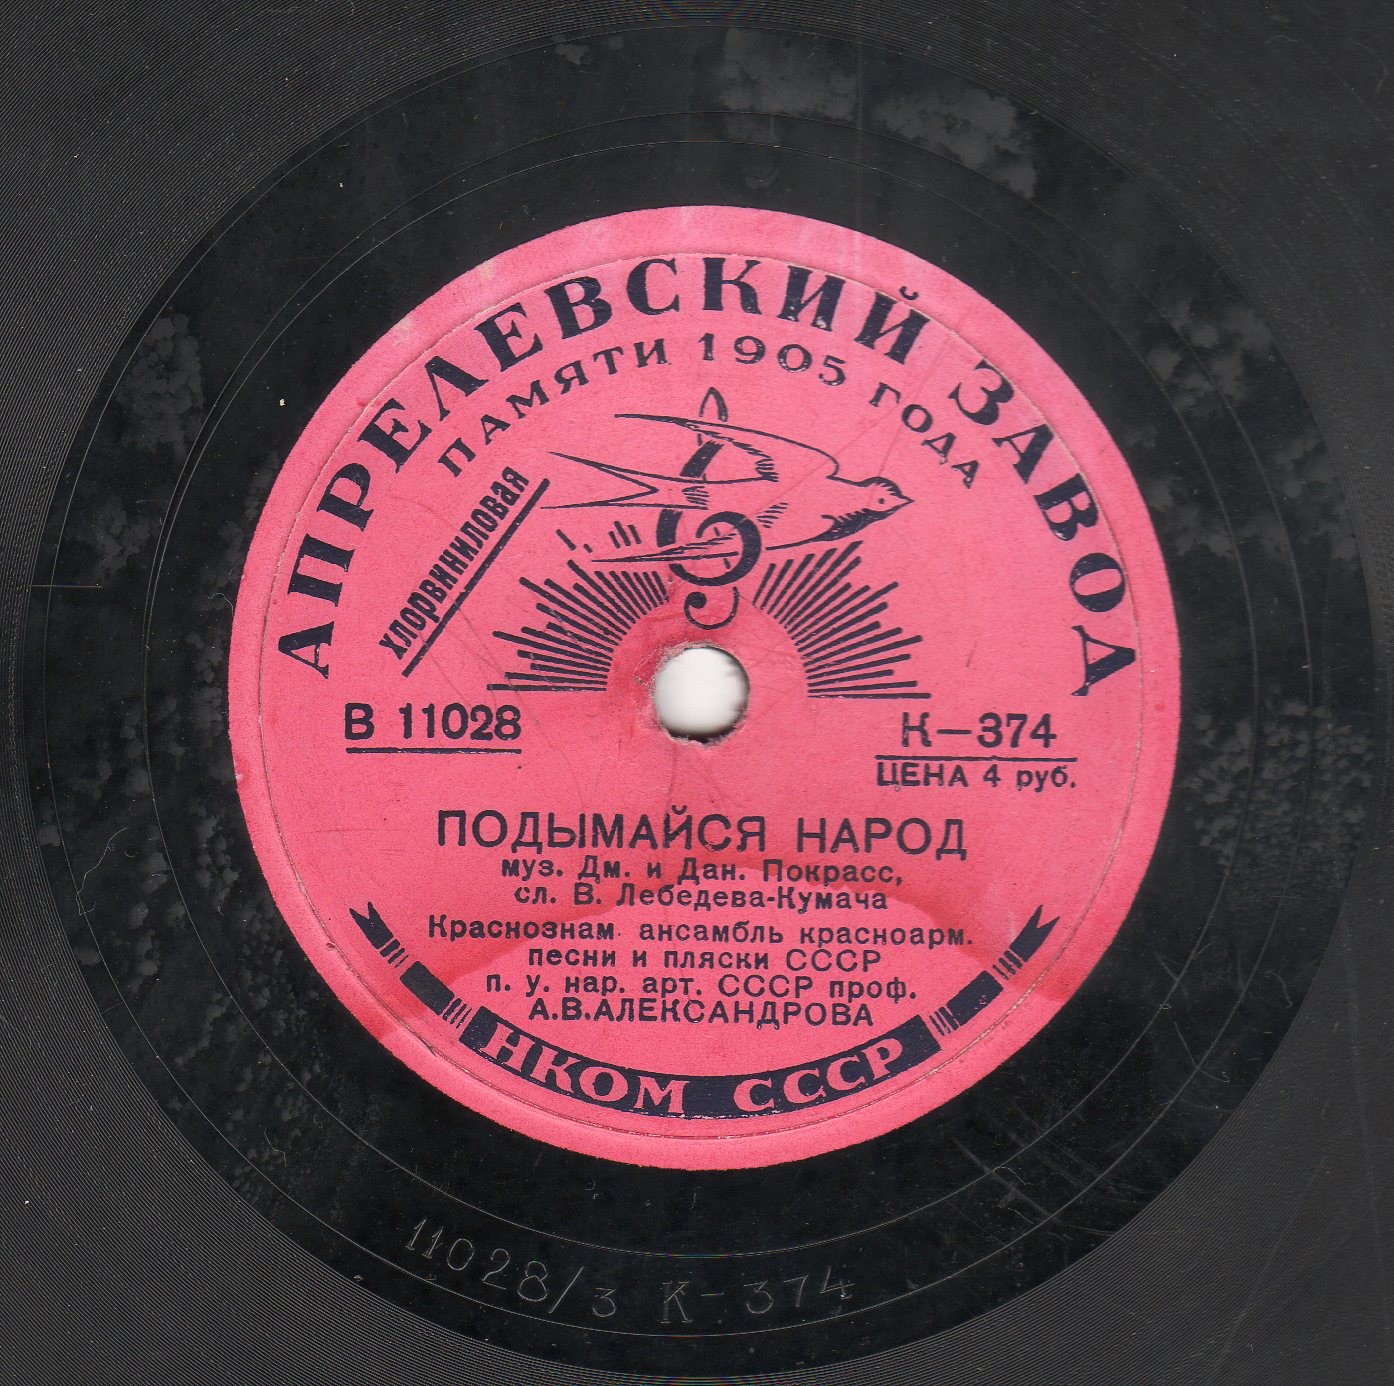 АПРЕЛЕВСКИЙ ЗАВОД
ПАМЯТИ 1905 ГОДА
ХЛОРВИНИЛОВАЯ
В 11028
К—374
ЦЕНА 4 руб.
ПОДЫМАЙСЯ НАРОД
муз. Дм. и Дан. Покрасс,
сл. В. Лебедева-Кумача
Краснознам. ансамбль красноарм.
песни и пляски СССР
п. у. нар. арт. СССР проф.
А.В.АЛЕКСАНДРОВА
НКОМ СССР
11028/3 К-374